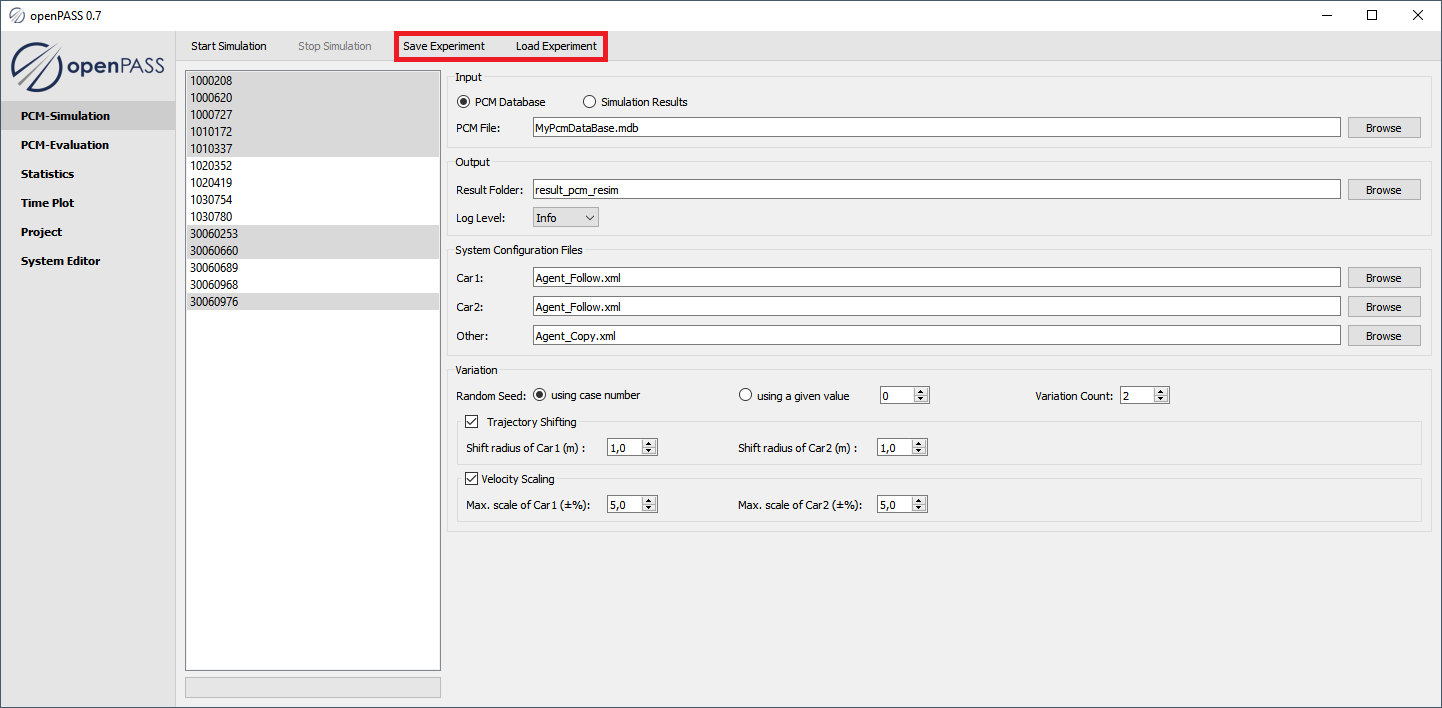 openPASS 0.7
openPASS
Start Simulation Stop Simulation Save Experiment Load Experiment
PCM-Simulation
PCM-Evaluation
Statistics
Time Plot
Project
System Editor
1000208
1000620
1000727
1010172
1010337
1020352
1020419
1030754
1030780
30060253
30060660
30060689
30060968
30060976
Input
PCM Database Simulation Results
PCM File: MyPcmDataBase.mdb Browse
Output
Result Folder: result_pcm_resim Browse
Log Level: Info
System Configuration Files
Car1: Agent_Follow.xml Browse
Car2: Agent_Follow.xml Browse
Other: Agent_Copy.xml Browse
Variation
Random Seed: using case number using a given value 0 Variation Count: 2
Trajectory Shifting
Shift radius of Car1 (m) : 1,0 Shift radius of Car2 (m) : 1,0
Velocity Scaling
Max. scale of Car1 (±%): 5,0 Max. scale of Car2 (±%): 5,0